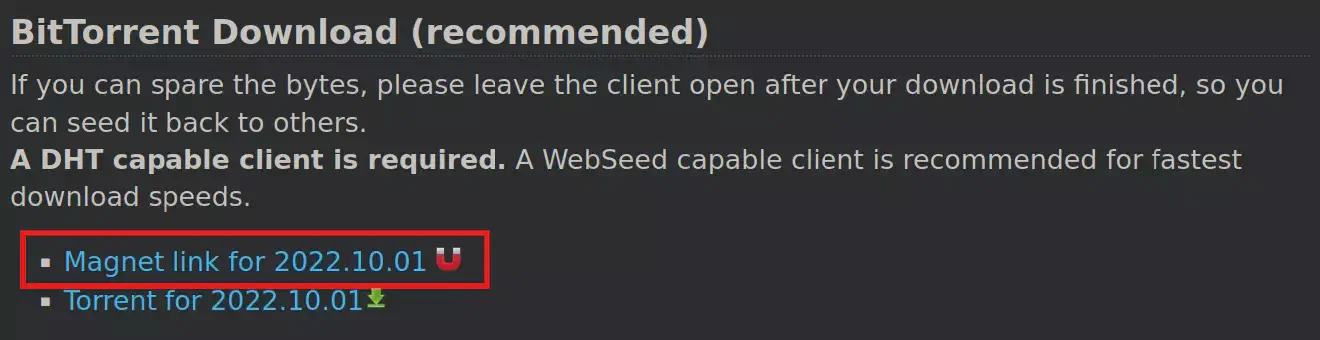 BitTorrent Download (recommended)
If you can spare the bytes, please leave the client open after your download is finished, so you
can seed it back to others.
A DHT capable client is required. A WebSeed capable client is recommended for fastest
download speeds.
Magnet link for 2022.10.01
Torrent for 2022.10.01